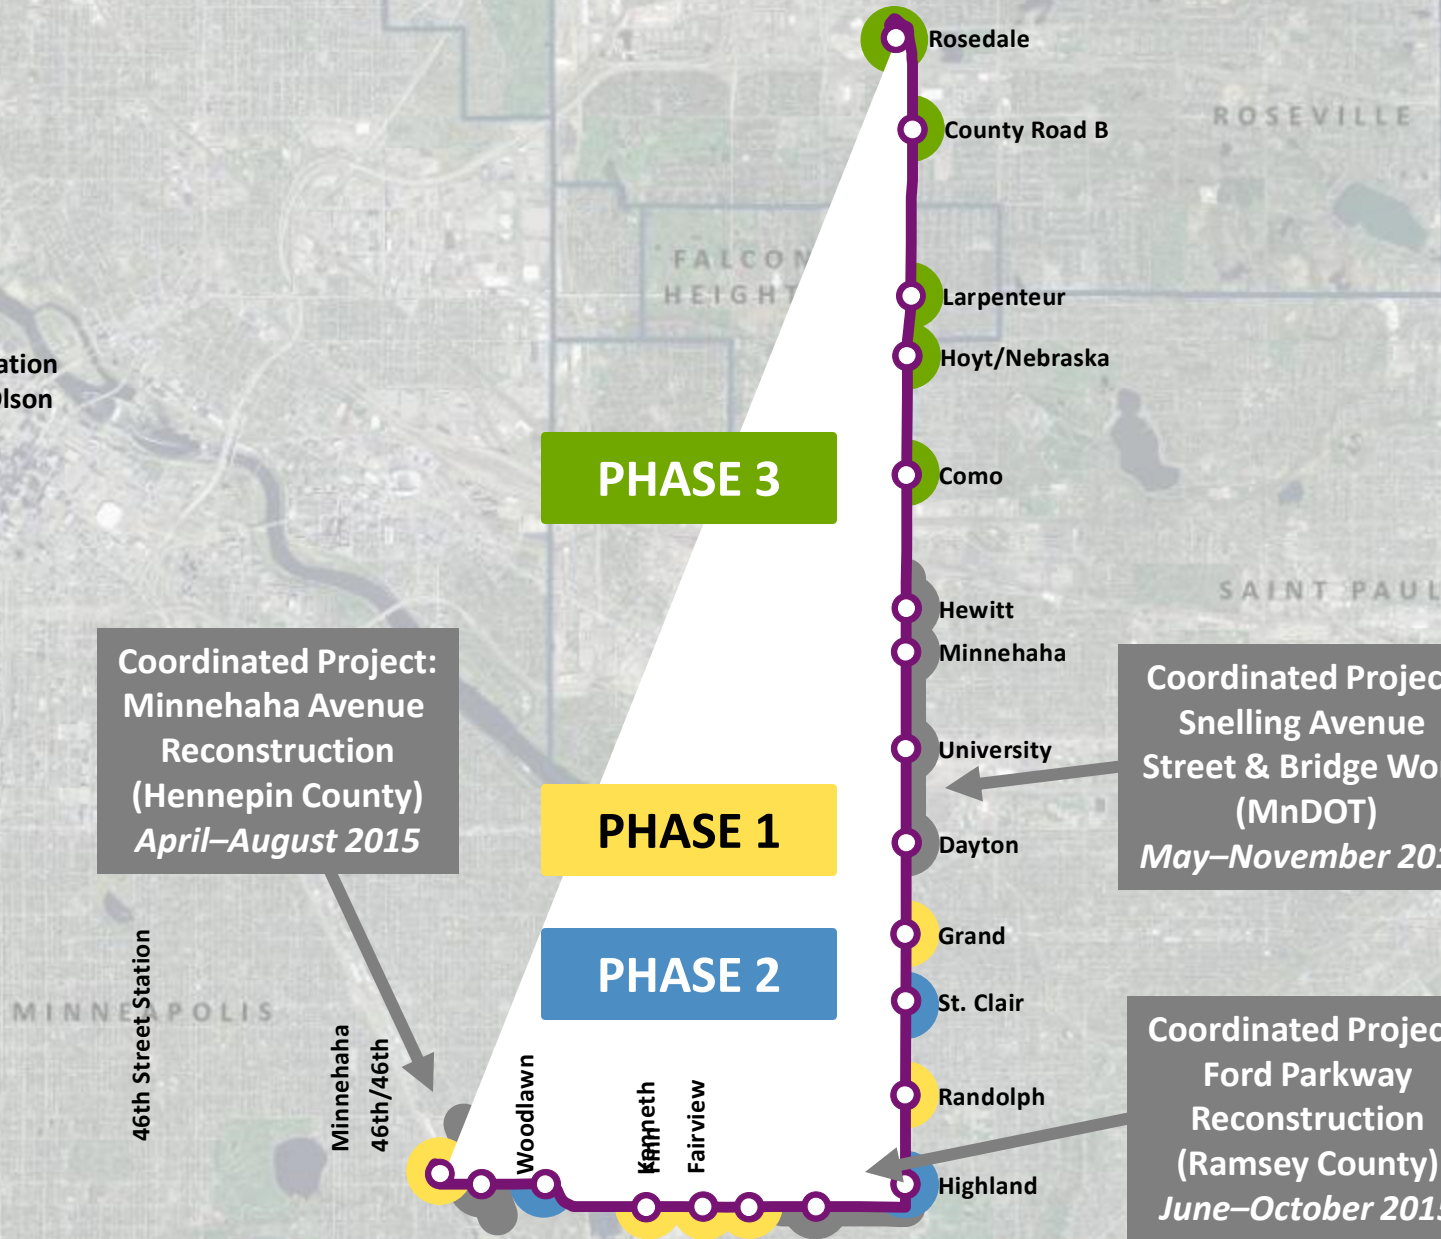 Rosedale
County Road B
ROSEVILLE
FALCON
HEIGHT
Larpenteur
Hoyt/Nebraska
ation
lson
PHASE 3
Como
Hewitt
SAINT PAUL
Minnehaha
Coordinated Project:
Minnehaha Avenue
Reconstruction
(Hennepin County)
April–August 2015
Coordinated Projec
Snelling Avenue
Street & Bridge Wo
(MnDOT)
May–November 201
University
PHASE 1
Dayton
Grand
PHASE 2
St. Clair
MINNEAPOLIS
46th Street Station
Minnehaha
46th/46th
Woodlawn
Kenneth
Fairview
Randolph
Highland
Coordinated Projec
Ford Parkway
Reconstruction
(Ramsey County)
June–October 2015